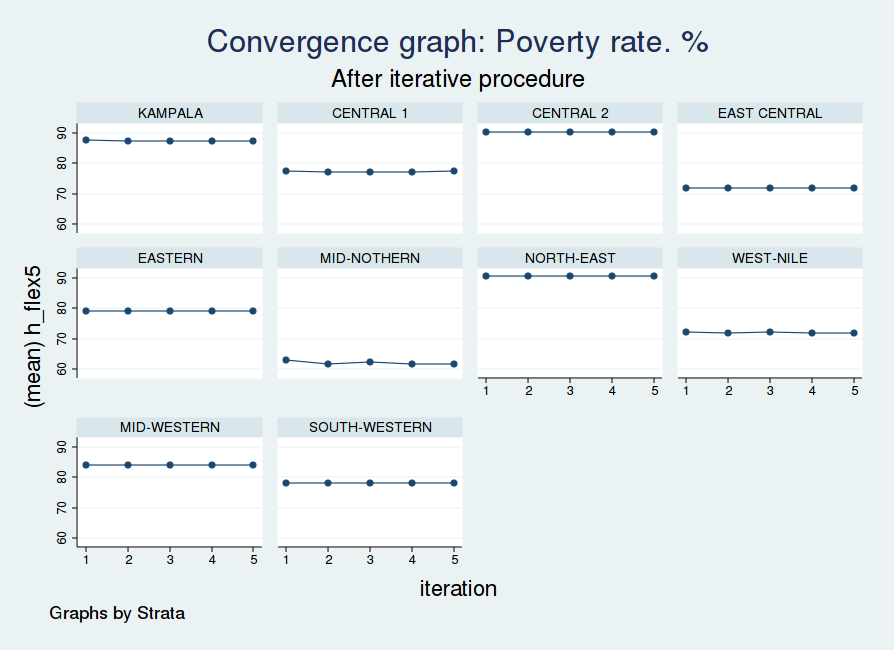 Convergence graph: Poverty rate. %
After iterative procedure
KAMPALA
CENTRAL 1
CENTRAL 2
EAST CENTRAL
90
80
70
60
EASTERN
MID-NOTHERN
NORTH-EAST
WEST-NILE
90
80
70
60
1 2 3 4 5
1 2 3 4 5
(mean) h_flex5
MID-WESTERN
SOUTH-WESTERN
90
80
70
60
1 2 3 4 5
1 2 3 4 5
iteration
Graphs by Strata